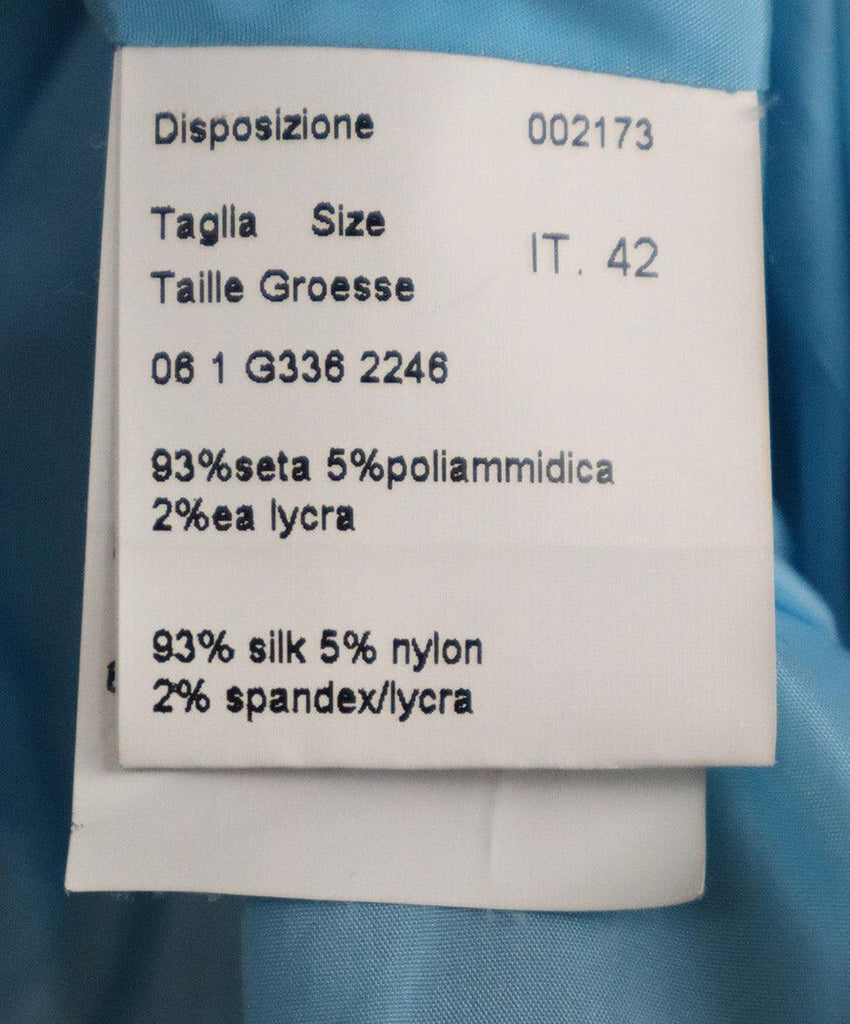 Disposizione 002173
Taglia Size
IT. 42
Taille Groesse
06 1 G336 2246
93%seta 5%poliammidica
2%ea lycra
93% silk 5% nylon
2% spandex/lycra